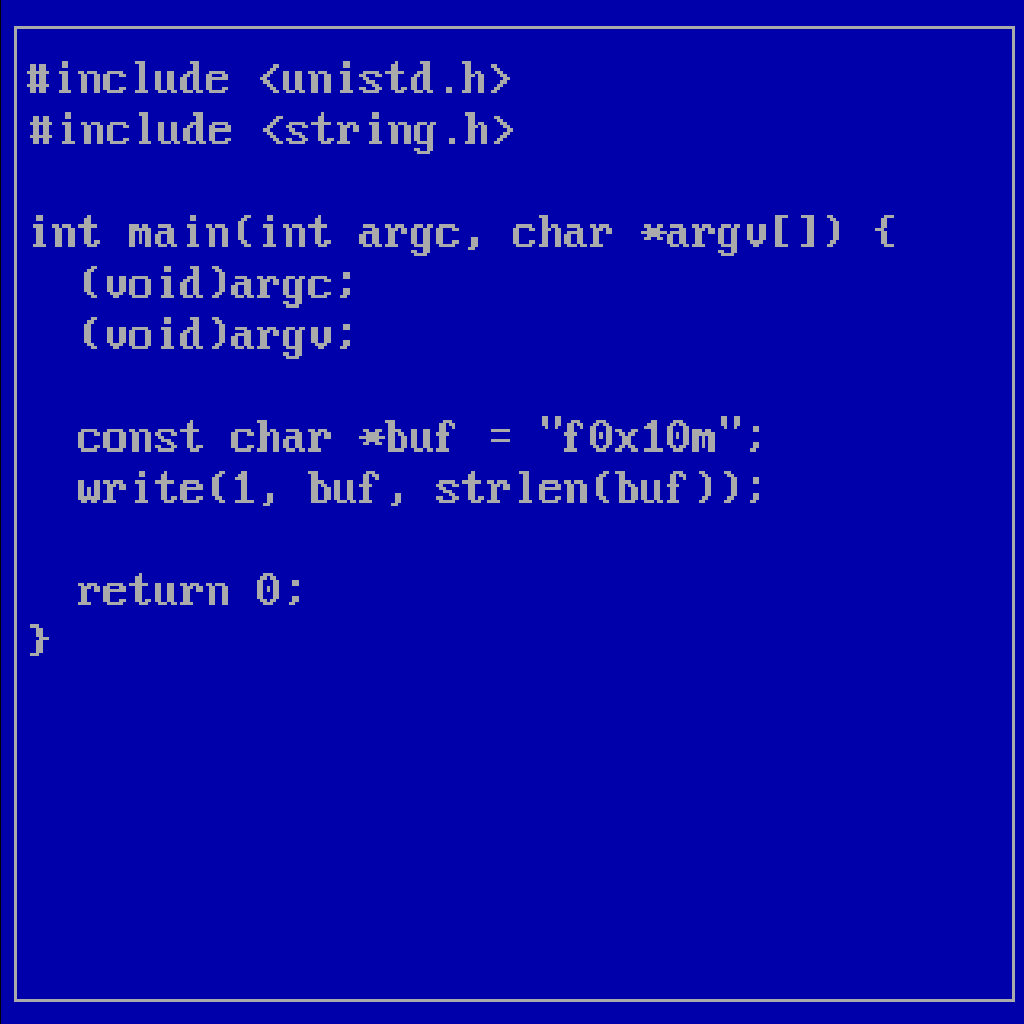 #include <unistd.h>
#include <string.h>

int main(int argc, char *argv[]) {
  (void)argc;
  (void)argv;

  const char *buf = "f0x10m";
  write(1, buf, strlen(buf));

  return 0;
}